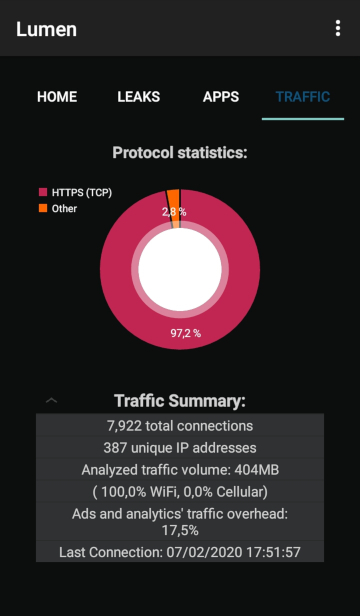 Lumen
HOME LEAKS APPS TRAFFIC
Protocol statistics:
HTTPS (TCP)
Other
2,8 %
97,2 %
Traffic Summary:
7,922 total connections
387 unique IP addresses
Analyzed traffic volume: 404MB
( 100,0% WiFi, 0,0% Cellular)
Ads and analytics' traffic overhead:
17,5%
Last Connection: 07/02/2020 17:51:57